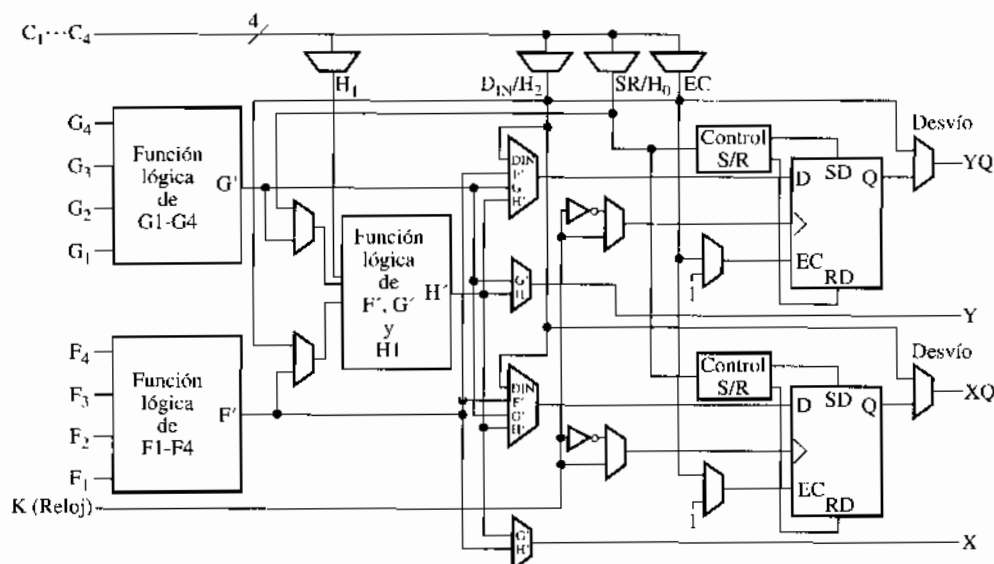 C₁ ⋯ C₄
4
H₁
D_IN/H₂
SR/H₀
EC
G₄
G₃
G₂
G₁
Función
lógica
de
G1-G4
G'
Función
lógica
de
F', G'
y
H1
H'
DIN
F'
G'
H'
Control
S/R
D
SD
Q
EC
RD
1
Desvío
YQ
G'
H'
Y
F₄
F₃
F₂
F₁
Función
lógica
de
F1-F4
F'
DIN
F'
G'
H'
Control
S/R
D
SD
Q
EC
RD
1
Desvío
XQ
K (Reloj)
G'
H'
X